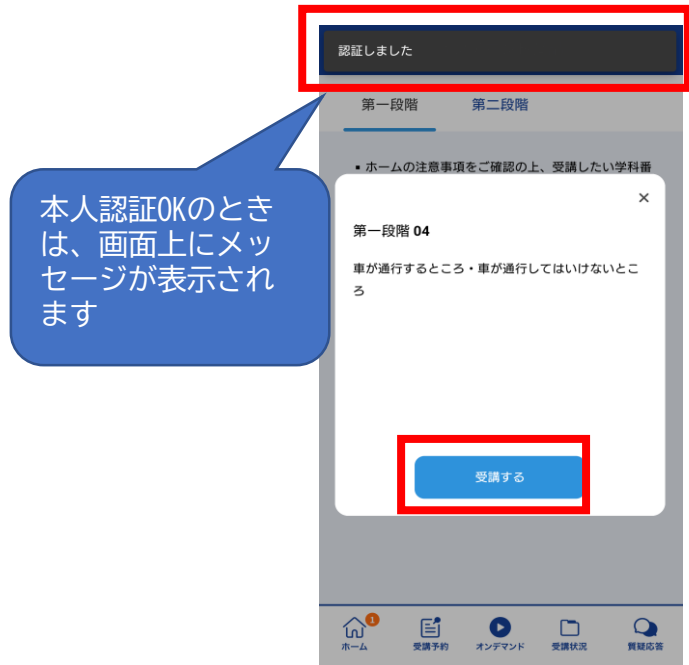 認証しました
第一段階 第二段階
▪ ホームの注意事項をご確認の上、受講したい学科番
×
第一段階 04
車が通行するところ・車が通行してはいけないとこ
ろ
受講する
本人認証OKのとき
は、画面上にメッ
セージが表示され
ます
1
ホーム 受講予約 オンデマンド 受講状況 質疑応答